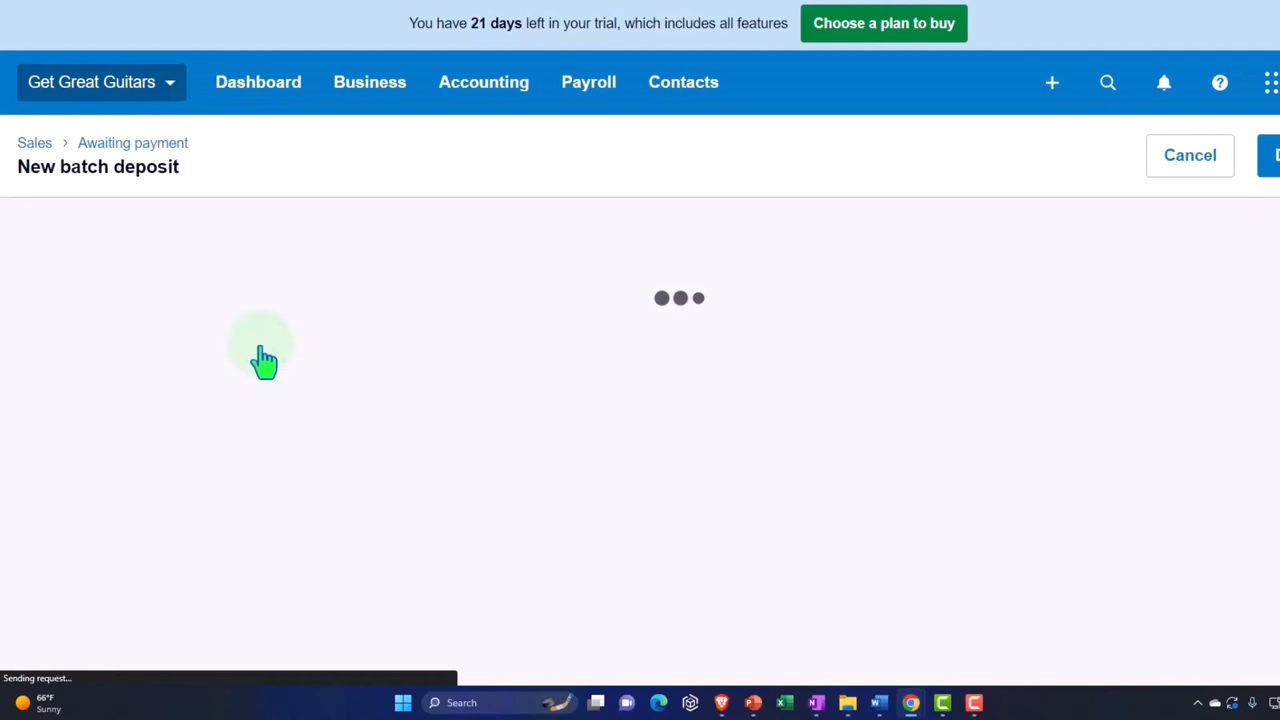 You have 21 days left in your trial, which includes all features
Choose a plan to buy
Get Great Guitars
Dashboard
Business
Accounting
Payroll
Contacts
Sales > Awaiting payment
New batch deposit
Cancel
Sending request...
66°F
Sunny
Search